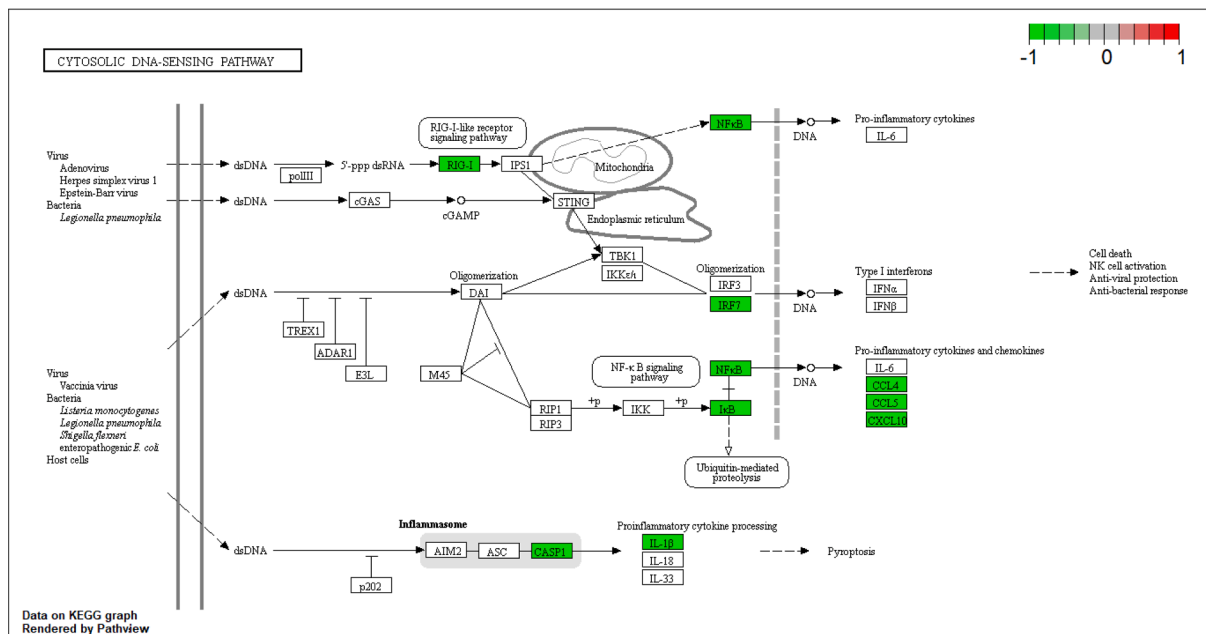 CYTOSOLIC DNA-SENSING PATHWAY
-1 0 1
RIG-I-like receptor
signaling pathway
NFκB
DNA
Pro-inflammatory cytokines
IL-6
Virus
Adenovirus
Herpes simplex virus 1
Epstein-Barr virus
Bacteria
Legionella pneumophila
dsDNA
polIII
5'-ppp dsRNA
RIG-I
IPS1
Mitochondria
dsDNA
cGAS
cGAMP
STING
Endoplasmic reticulum
TBK1
IKKε/ι
Oligomerization
dsDNA
DAI
Oligomerization
IRF3
IRF7
DNA
Type I interferons
IFNα
IFNβ
Cell death
NK cell activation
Anti-viral protection
Anti-bacterial response
TREX1
ADAR1
E3L
M45
NF-κ B signaling
pathway
NFκB
DNA
Pro-inflammatory cytokines and chemokines
IL-6
CCL4
CCL5
CXCL10
Virus
Vaccinia virus
Bacteria
Listeria monocytogenes
Legionella pneumophila
Shigella flexneri
enteropathogenic E. coli
Host cells
RIP1
RIP3
+p
IKK
+p
IκB
Ubiquitin-mediated
proteolysis
Inflammasome
dsDNA
p202
AIM2
ASC
CASP1
Proinflammatory cytokine processing
IL-1β
IL-18
IL-33
Pyroptosis
Data on KEGG graph
Rendered by Pathview